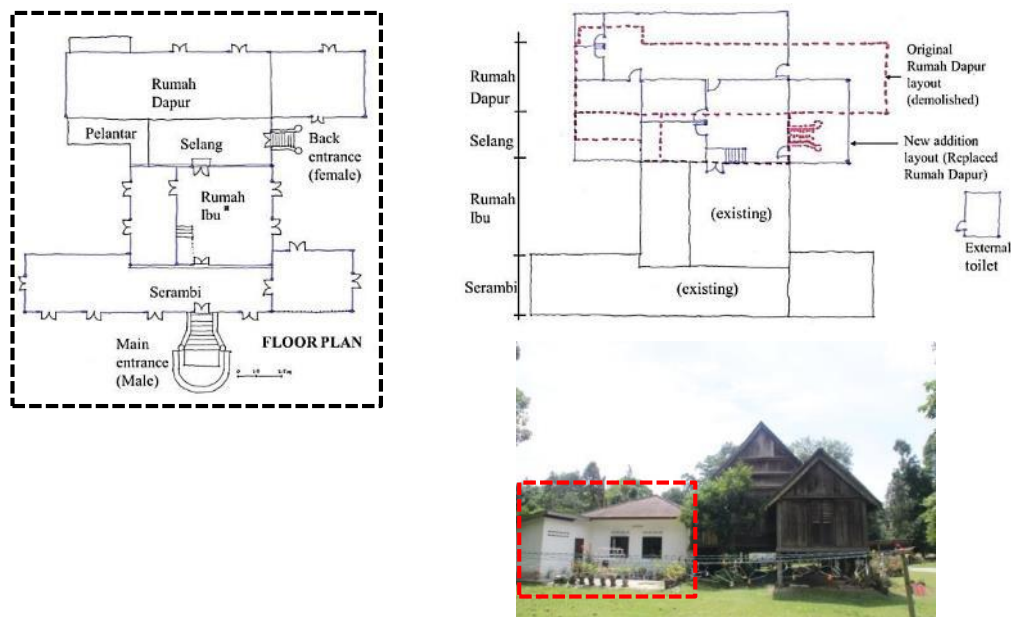 Rumah
Dapur
Pelantar
Selang
Back
entrance
(female)
Rumah
Ibu
Serambi
Main
entrance
(Male)
FLOOR PLAN
Rumah
Dapur
Selang
Rumah
Ibu
Serambi
(existing)
(existing)
Original
Rumah Dapur
layout
(demolished)
New addition
layout (Replaced
Rumah Dapur)
External
toilet